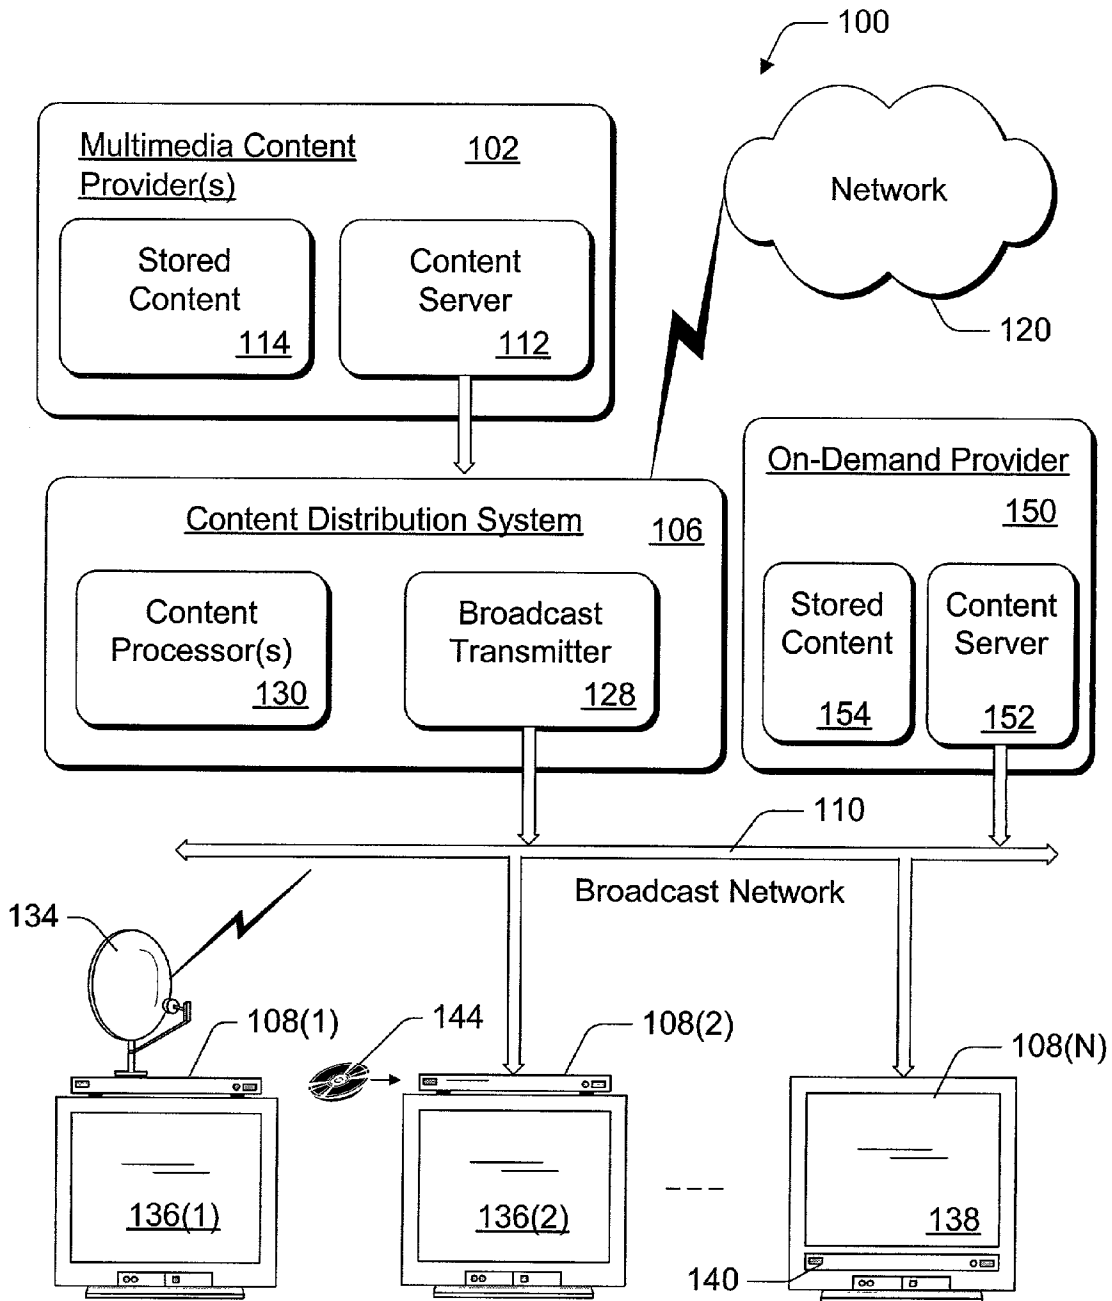 100
Multimedia Content
Provider(s)
102
Stored
Content
114
Content
Server
112
Network
120
Content Distribution System
106
Content
Processor(s)
130
Broadcast
Transmitter
128
On-Demand Provider
150
Stored
Content
154
Content
Server
152
110
Broadcast Network
134
108(1)
144
108(2)
108(N)
136(1)
136(2)
138
140